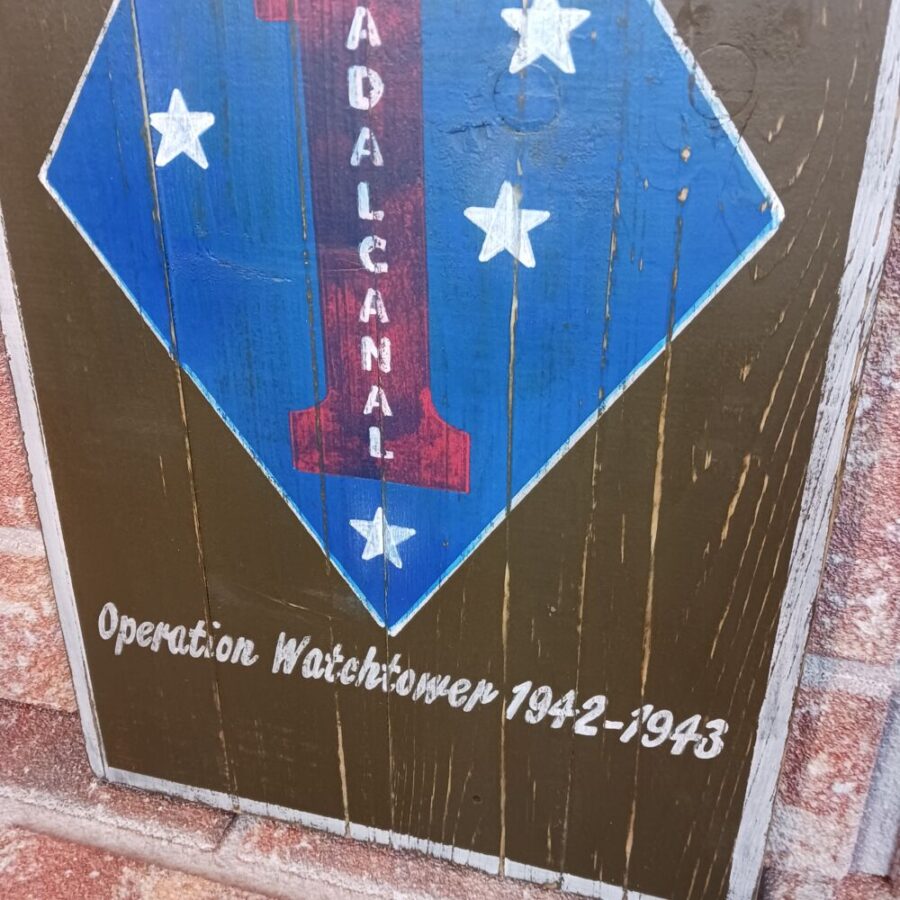 ADALCANAL
Operation Watchtower 1942-1943